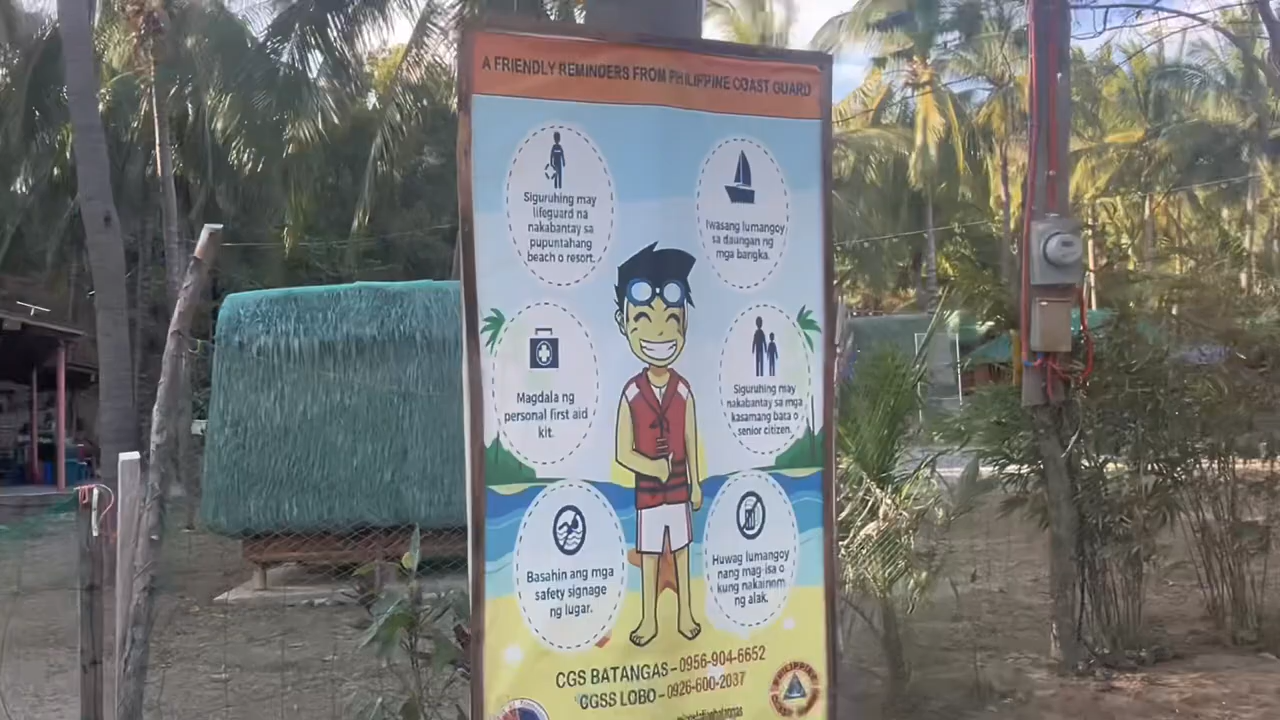 A FRIENDLY REMINDERS FROM PHILIPPINE COAST GUARD
Siguruhing may
lifeguard na
nakabantay sa
pupuntahang
beach o resort.
Iwasang lumangoy
sa daungan ng
mga bangka.
Magdala ng
personal first aid
kit.
Siguruhing may
nakabantay sa mga
kasamang bata o
senior citizen.
Basahin ang mga
safety signage
ng lugar.
Huwag lumangoy
nang mag-isa o
kung nakainom
ng alak.
CGS BATANGAS – 0956-904-6652
CGSS LOBO – 0926-600-2037
PHILIPPINE